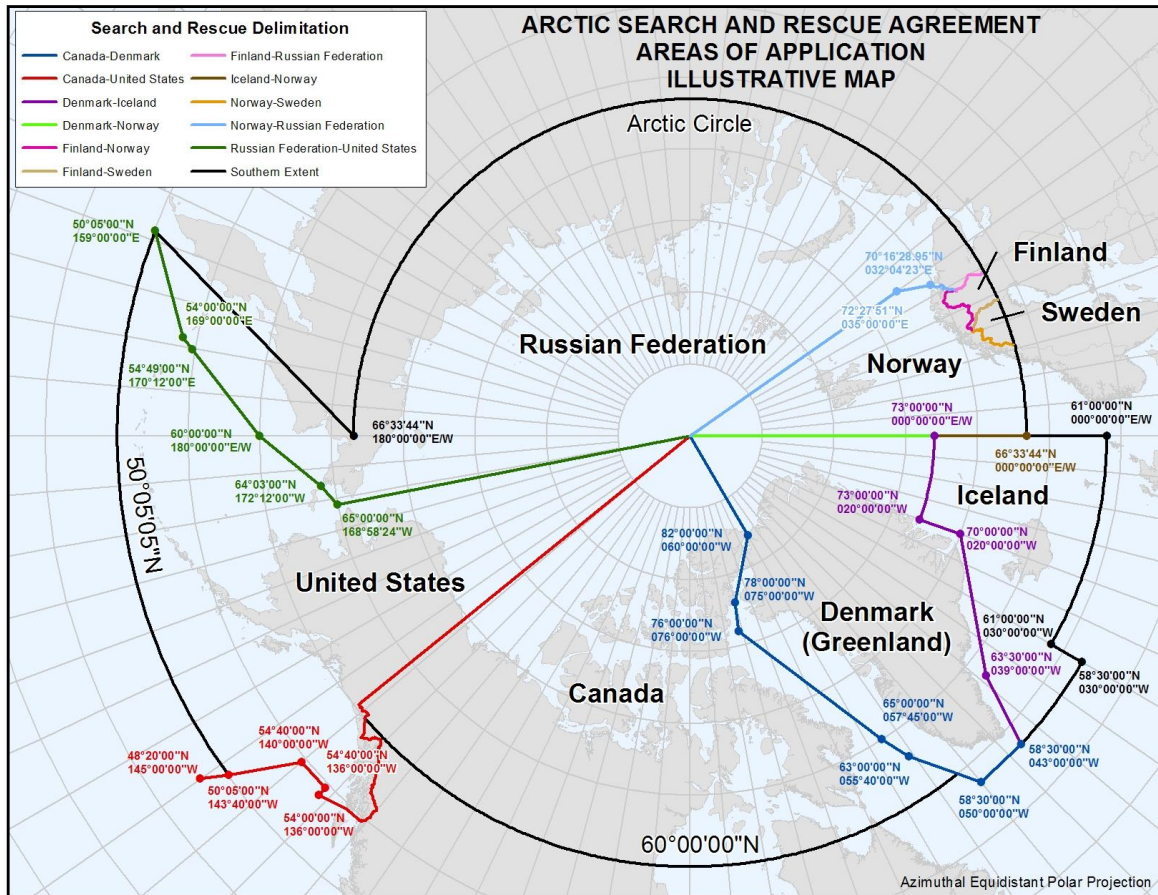 Search and Rescue Delimitation
Canada-Denmark
Canada-United States
Denmark-Iceland
Denmark-Norway
Finland-Norway
Finland-Sweden
Finland-Russian Federation
Iceland-Norway
Norway-Sweden
Norway-Russian Federation
Russian Federation-United States
Southern Extent
ARCTIC SEARCH AND RESCUE AGREEMENT
AREAS OF APPLICATION
ILLUSTRATIVE MAP
Arctic Circle
50°05'00"N
159°00'00"E
54°00'00"N
169°00'00"E
54°49'00"N
170°12'00"E
60°00'00"N
180°00'00"E/W
64°03'00"N
172°12'00"W
65°00'00"N
168°58'24"W
66°33'44"N
180°00'00"E/W
70°16'28.95"N
032°04'23"E
72°27'51"N
035°00'00"E
Finland
Sweden
Norway
Russian Federation
73°00'00"N
000°00'00"E/W
61°00'00"N
000°00'00"E/W
66°33'44"N
000°00'00"E/W
Iceland
73°00'00"N
020°00'00"W
70°00'00"N
020°00'00"W
50°05'05"N
United States
82°00'00"N
060°00'00"W
78°00'00"N
075°00'00"W
76°00'00"N
076°00'00"W
Denmark
(Greenland)
61°00'00"N
030°00'00"W
63°30'00"N
039°00'00"W
58°30'00"N
030°00'00"W
Canada
65°00'00"N
057°45'00"W
63°00'00"N
055°40'00"W
58°30'00"N
043°00'00"W
58°30'00"N
050°00'00"W
54°40'00"N
140°00'00"W
54°40'00"N
136°00'00"W
48°20'00"N
145°00'00"W
50°05'00"N
143°40'00"W
54°00'00"N
136°00'00"W
60°00'00"N
Azimuthal Equidistant Polar Projection